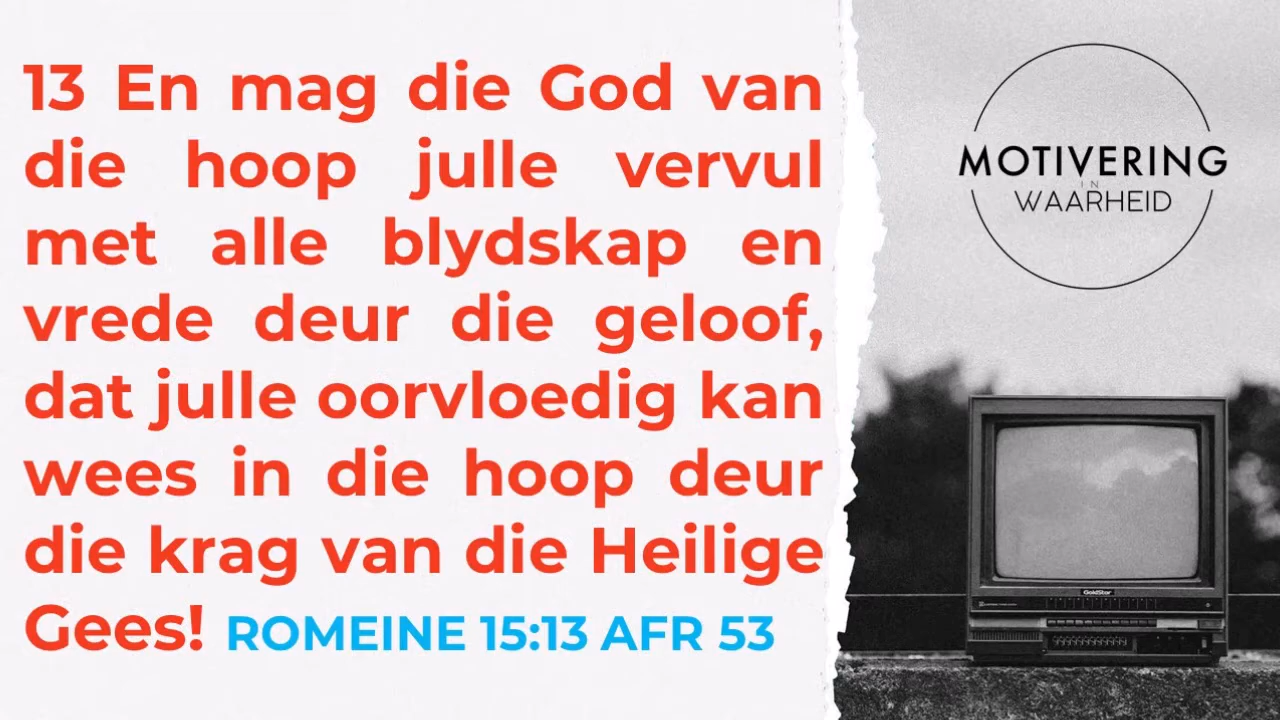 13 En mag die God van
die hoop julle vervul
met alle blydskap en
vrede deur die geloof,
dat julle oorvloedig kan
wees in die hoop deur
die krag van die Heilige
Gees! ROMEINE 15:13 AFR 53
MOTIVERING
IN
WAARHEID
GoldStar